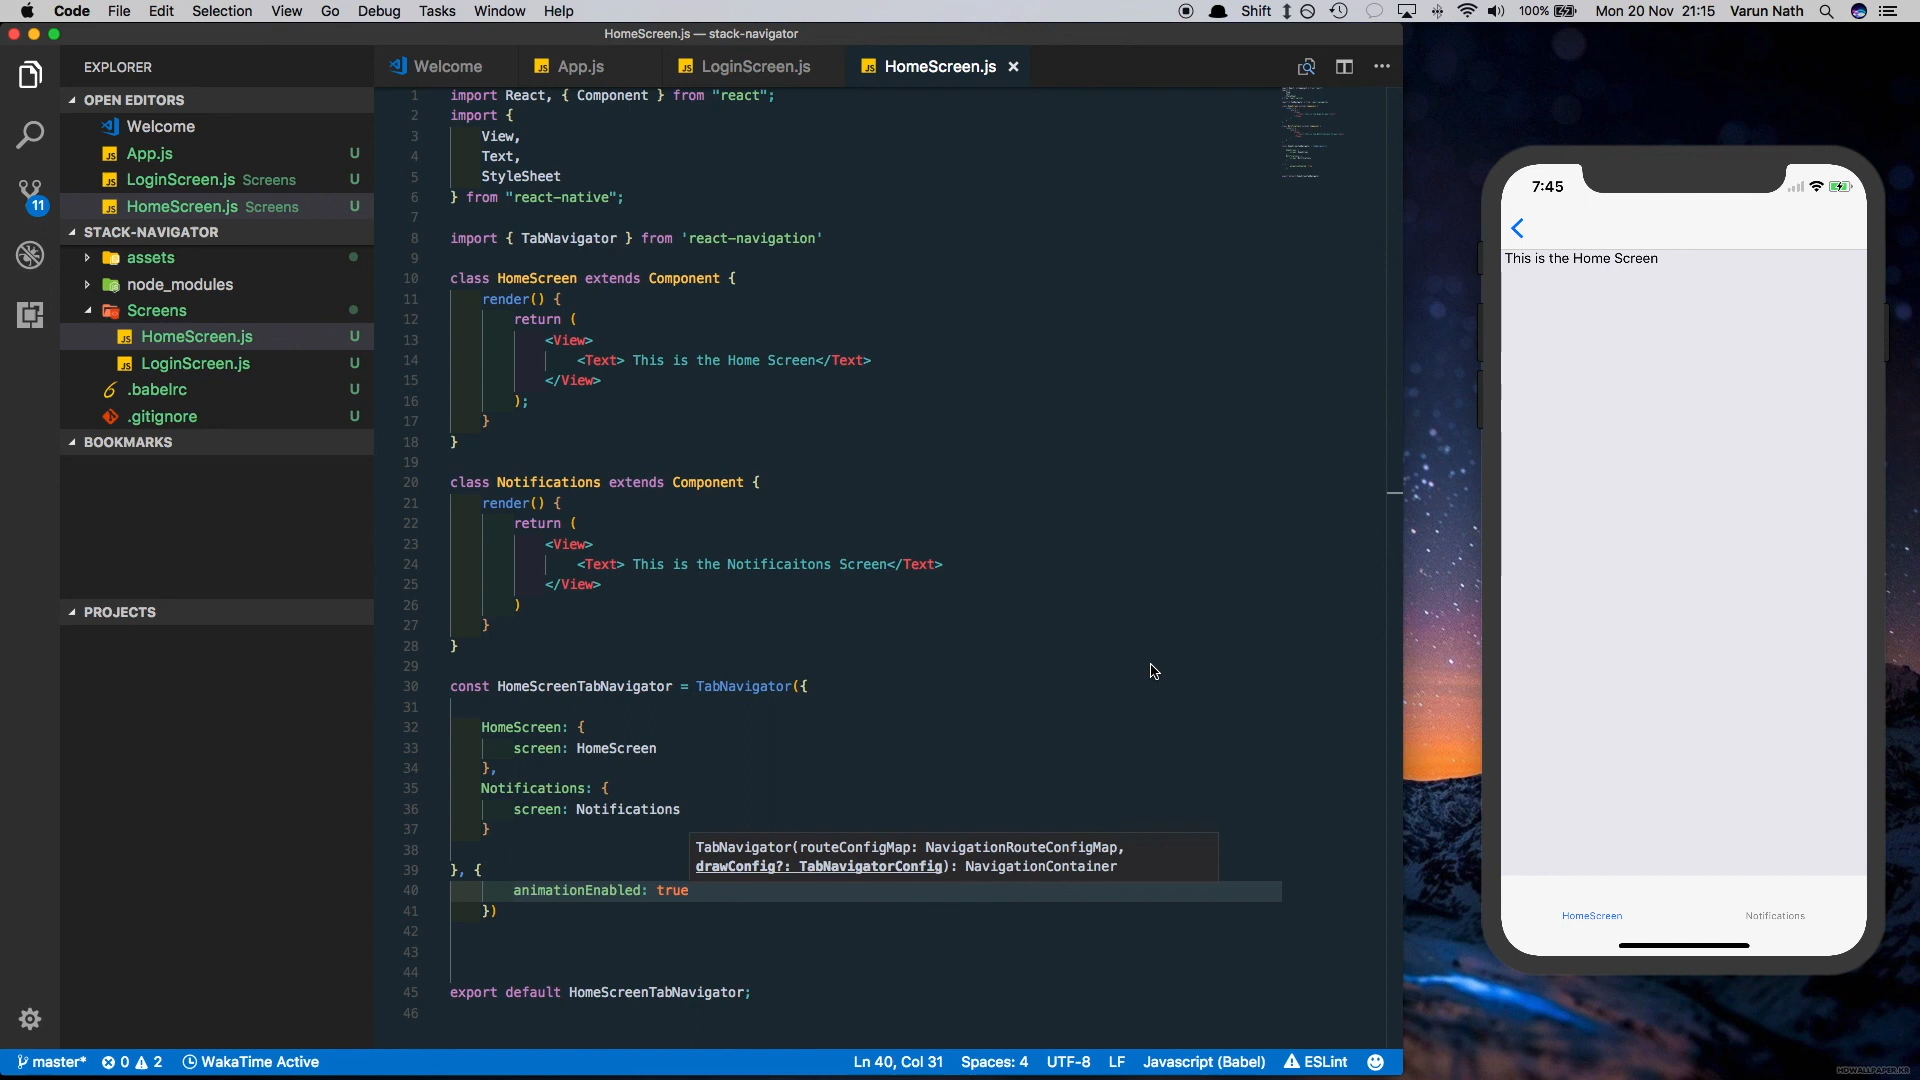 Code File Edit Selection View Go Debug Tasks Window Help
Shift 100% Mon 20 Nov 21:15 Varun Nath
HomeScreen.js — stack-navigator
EXPLORER
OPEN EDITORS
Welcome
App.js U
LoginScreen.js Screens U
HomeScreen.js Screens U
11
STACK-NAVIGATOR
assets
node_modules
Screens
HomeScreen.js U
LoginScreen.js U
.babelrc U
.gitignore U
BOOKMARKS
PROJECTS
Welcome App.js LoginScreen.js HomeScreen.js
1 import React, { Component } from "react";
2 import {
3 View,
4 Text,
5 StyleSheet
6 } from "react-native";
7
8 import { TabNavigator } from 'react-navigation'
9
10 class HomeScreen extends Component {
11 render() {
12 return (
13 <View>
14 <Text> This is the Home Screen</Text>
15 </View>
16 );
17 }
18 }
19
20 class Notifications extends Component {
21 render() {
22 return (
23 <View>
24 <Text> This is the Notificaitons Screen</Text>
25 </View>
26 )
27 }
28 }
29
30 const HomeScreenTabNavigator = TabNavigator({
31
32 HomeScreen: {
33 screen: HomeScreen
34 },
35 Notifications: {
36 screen: Notifications
37 }
38
TabNavigator(routeConfigMap: NavigationRouteConfigMap,
drawConfig?: TabNavigatorConfig): NavigationContainer
39 }, {
40 animationEnabled: true
41 })
42
43
44
45 export default HomeScreenTabNavigator;
46
master* 0 2 WakaTime Active Ln 40, Col 31 Spaces: 4 UTF-8 LF Javascript (Babel) ESLint
7:45
This is the Home Screen
HomeScreen Notifications
HDWALLPAPER.KR